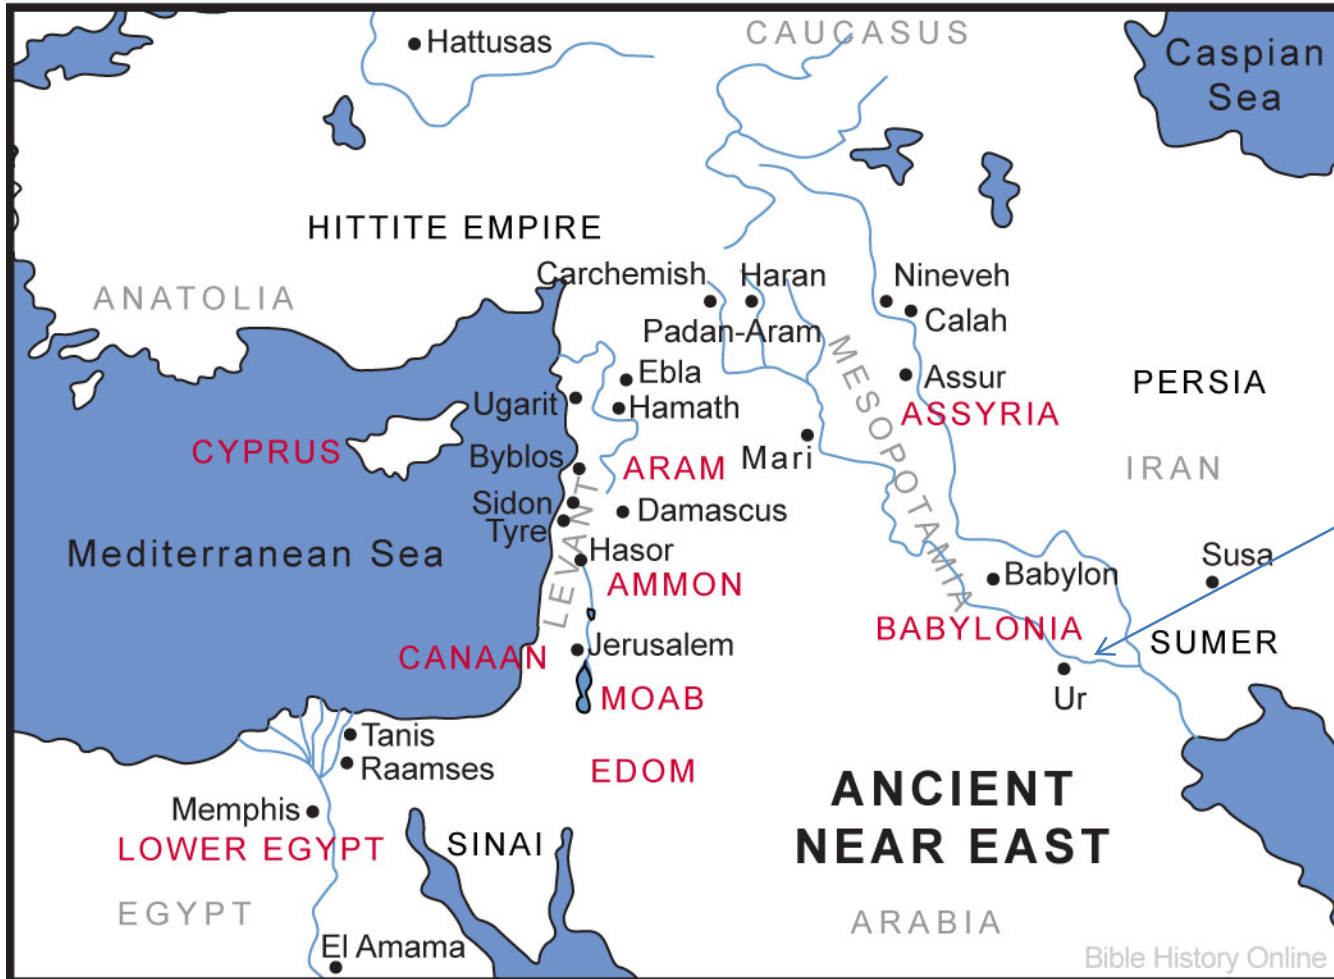 CAUCASUS
Hattusas
Caspian
Sea
HITTITE EMPIRE
ANATOLIA
Carchemish
Haran
Nineveh
Padan-Aram
Calah
MESOPOTAMIA
Ebla
Assur
PERSIA
Ugarit
Hamath
ASSYRIA
CYPRUS
Byblos
ARAM
Mari
IRAN
Sidon
Tyre
Damascus
LEVANT
Mediterranean Sea
Hasor
Susa
AMMON
Babylon
BABYLONIA
SUMER
CANAAN
Jerusalem
MOAB
Ur
Tanis
Raamses
EDOM
ANCIENT
NEAR EAST
Memphis
LOWER EGYPT
SINAI
EGYPT
ARABIA
El Amama
Bible History Online